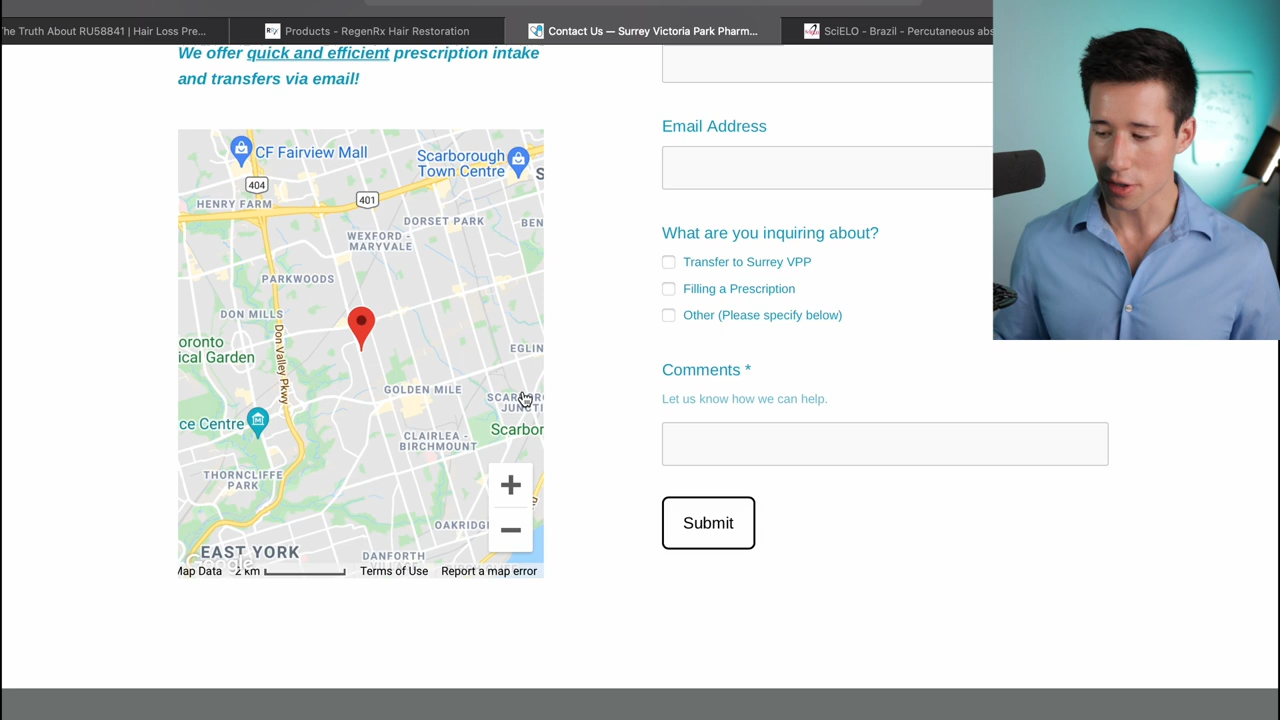 The Truth About RU58841 | Hair Loss Pre...
Products - RegenRx Hair Restoration
Contact Us — Surrey Victoria Park Pharm...
SciELO - Brazil - Percutaneous abs
We offer quick and efficient prescription intake
and transfers via email!
CF Fairview Mall
Scarborough
Town Centre
404
401
HENRY FARM
DORSET PARK
BEN
WEXFORD -
MARYVALE
PARKWOODS
DON MILLS
oronto
ical Garden
Don Valley Pkwy
EGLIN
GOLDEN MILE
SCARBORO
JUNCTI
ce Centre
Scarbor
CLAIRLEA -
BIRCHMOUNT
THORNCLIFFE
PARK
OAKRIDG
EAST YORK
DANFORTH
Google
Map Data
2 km
Terms of Use
Report a map error
Email Address
What are you inquiring about?
Transfer to Surrey VPP
Filling a Prescription
Other (Please specify below)
Comments *
Let us know how we can help.
Submit